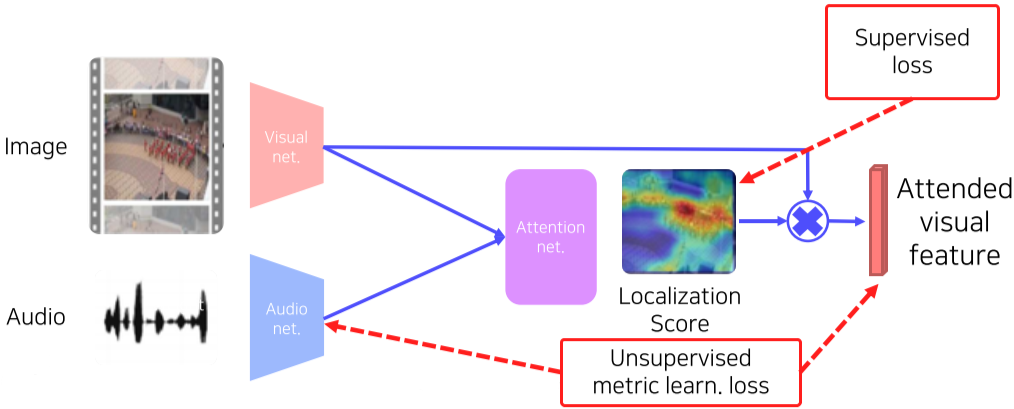 Supervised
loss
Image
Visual
net.
Attention
net.
Attended
visual
feature
Audio
Audio
net.
t
Localization
Score
Unsupervised
metric learn. loss